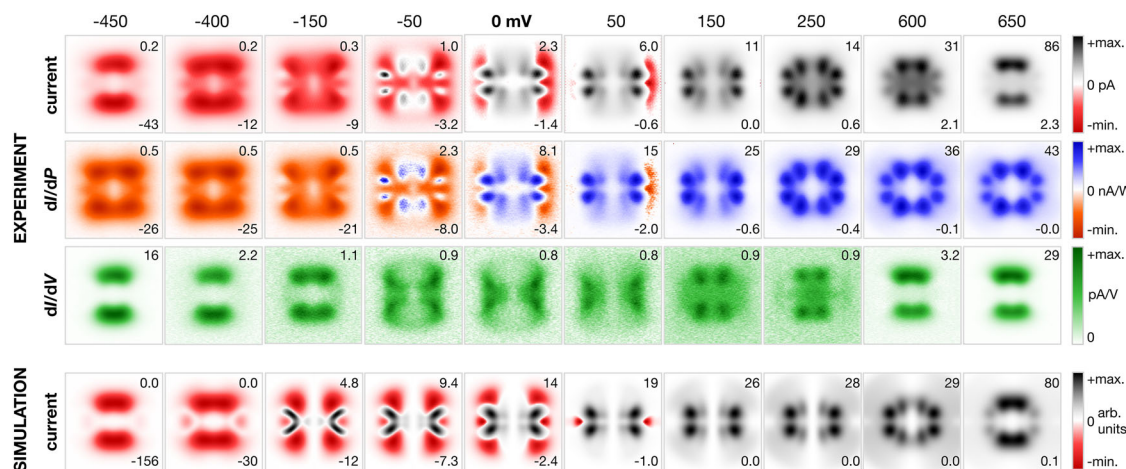 -450 -400 -150 -50 0 mV 50 150 250 600 650
EXPERIMENT
current
0.2 0.2 0.3 1.0 2.3 6.0 11 14 31 86
-43 -12 -9 -3.2 -1.4 -0.6 0.0 0.6 2.1 2.3
+max.
0 pA
-min.
dI/dP
0.5 0.5 0.5 2.3 8.1 15 25 29 36 43
-26 -25 -21 -8.0 -3.4 -2.0 -0.6 -0.4 -0.1 -0.0
+max.
0 nA/W
-min.
dI/dV
16 2.2 1.1 0.9 0.8 0.8 0.9 0.9 3.2 29
+max.
pA/V
0
SIMULATION
current
0.0 0.0 4.8 9.4 14 19 26 28 29 80
-156 -30 -12 -7.3 -2.4 -1.0 0.0 0.0 0.0 0.1
+max.
arb.
0
units
-min.